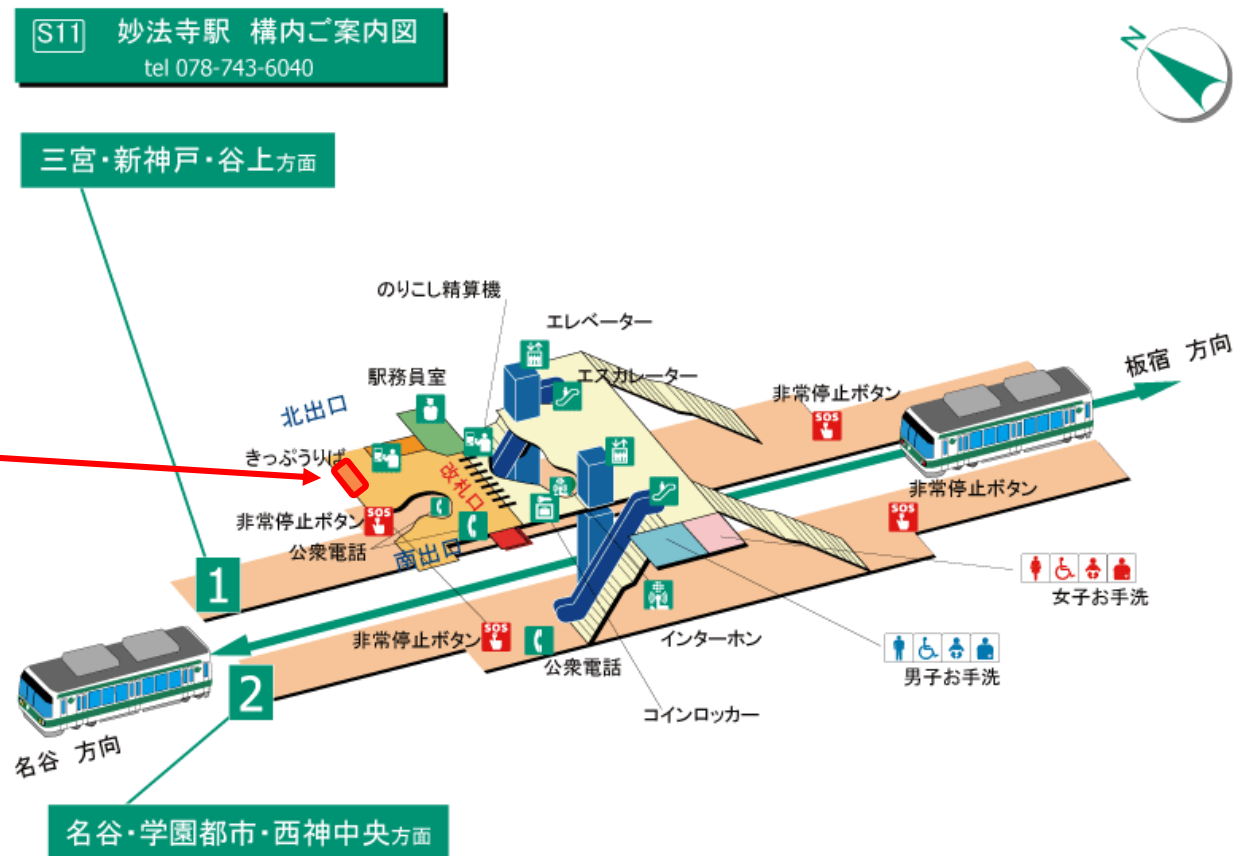 S11 妙法寺駅 構内ご案内図
tel 078-743-6040
N
三宮・新神戸・谷上方面
のりこし精算機
エレベーター
板宿 方向
エスカレーター
駅務員室
非常停止ボタン
SOS
北出口
きっぷうりば
改札口
非常停止ボタン
SOS
非常停止ボタン
SOS
公衆電話
南出口
1
女子お手洗
非常停止ボタン
SOS
インターホン
公衆電話
男子お手洗
2
コインロッカー
名谷 方向
名谷・学園都市・西神中央方面